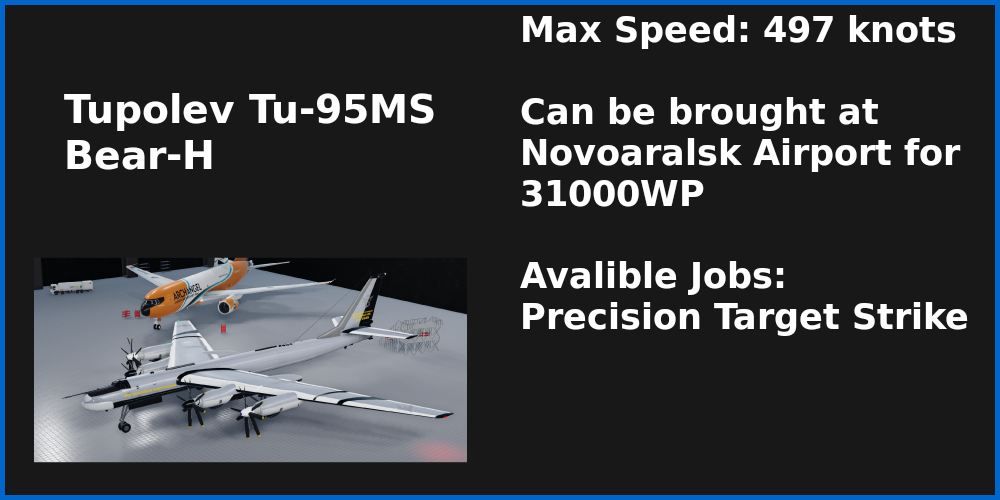 Tupolev Tu-95MS
Bear-H
Max Speed: 497 knots
Can be brought at
Novoaralsk Airport for
31000WP
Avalible Jobs:
Precision Target Strike
ARCHANGEL